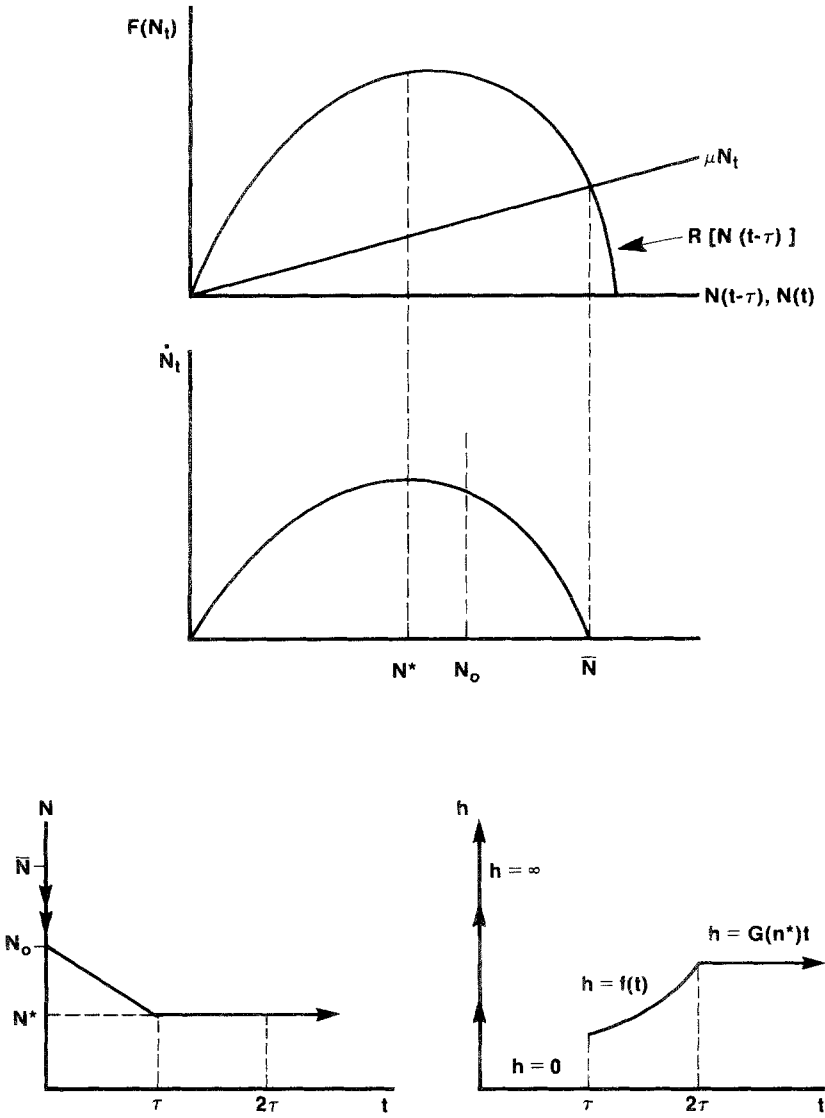 F(Nt)
μNt
R [N (t-τ) ]
N(t-τ), N(t)
Ṅt
N* No N̅
N
N̅
No
N*
τ 2τ t
h
h = ∞
h = G(n*)t
h = f(t)
h = 0
τ 2τ t